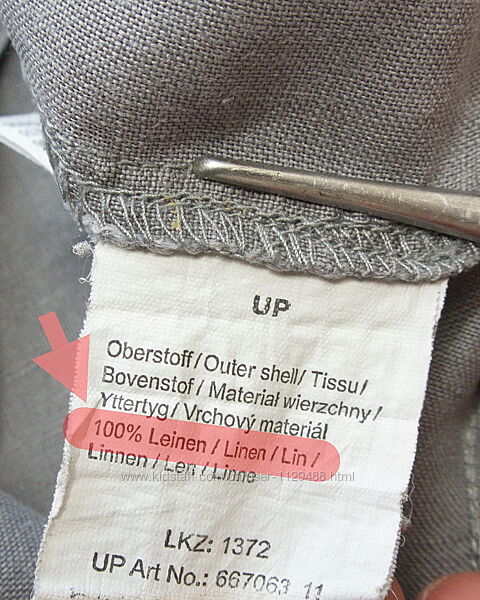 UP
Oberstoff / Outer shell / Tissu /
Bovenstof / Materiał wierzchny /
Yttertyg / Vrchový materiál
100% Leinen / Linen / Lin /
Linnen / Len / Linne
LKZ: 1372
UP Art No.: 667063 11